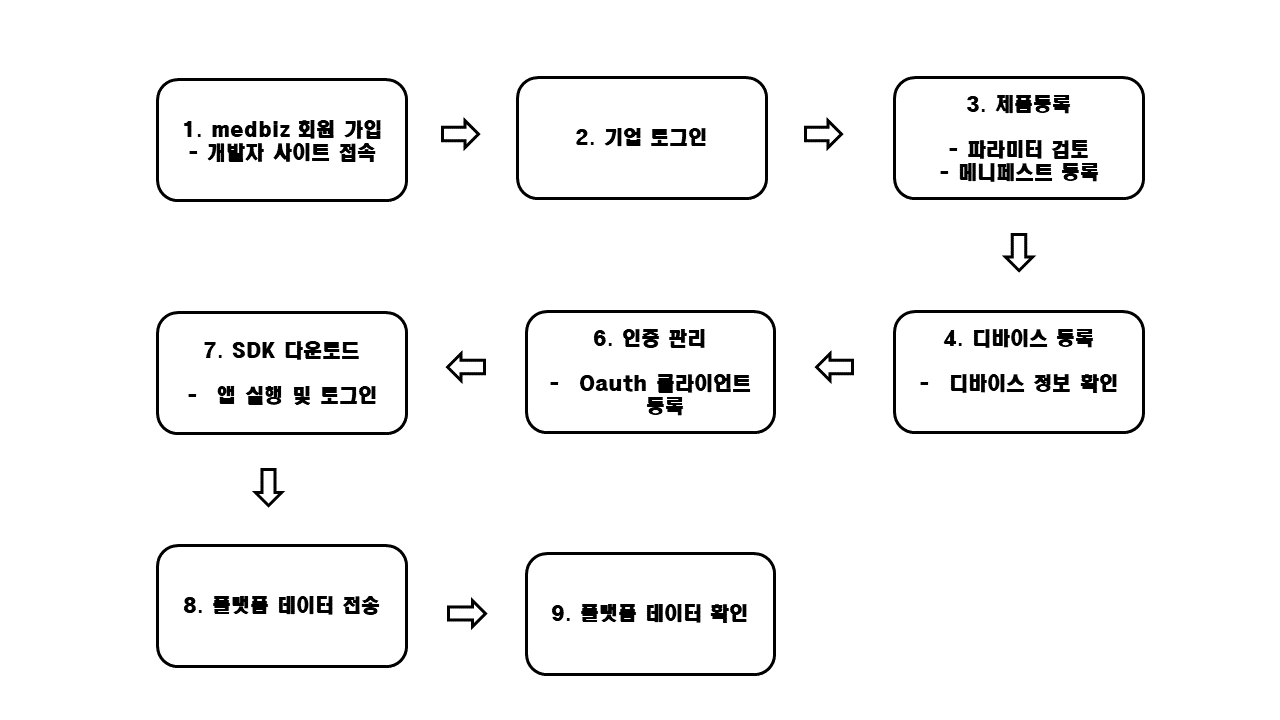 1. medbiz 회원 가입
- 개발자 사이트 접속
2. 기업 로그인
3. 제품등록
- 파라미터 검토
- 메니페스트 등록
4. 디바이스 등록
- 디바이스 정보 확인
6. 인증 관리
- Oauth 클라이언트
등록
7. SDK 다운로드
- 앱 실행 및 로그인
8. 플랫폼 데이터 전송
9. 플랫폼 데이터 확인